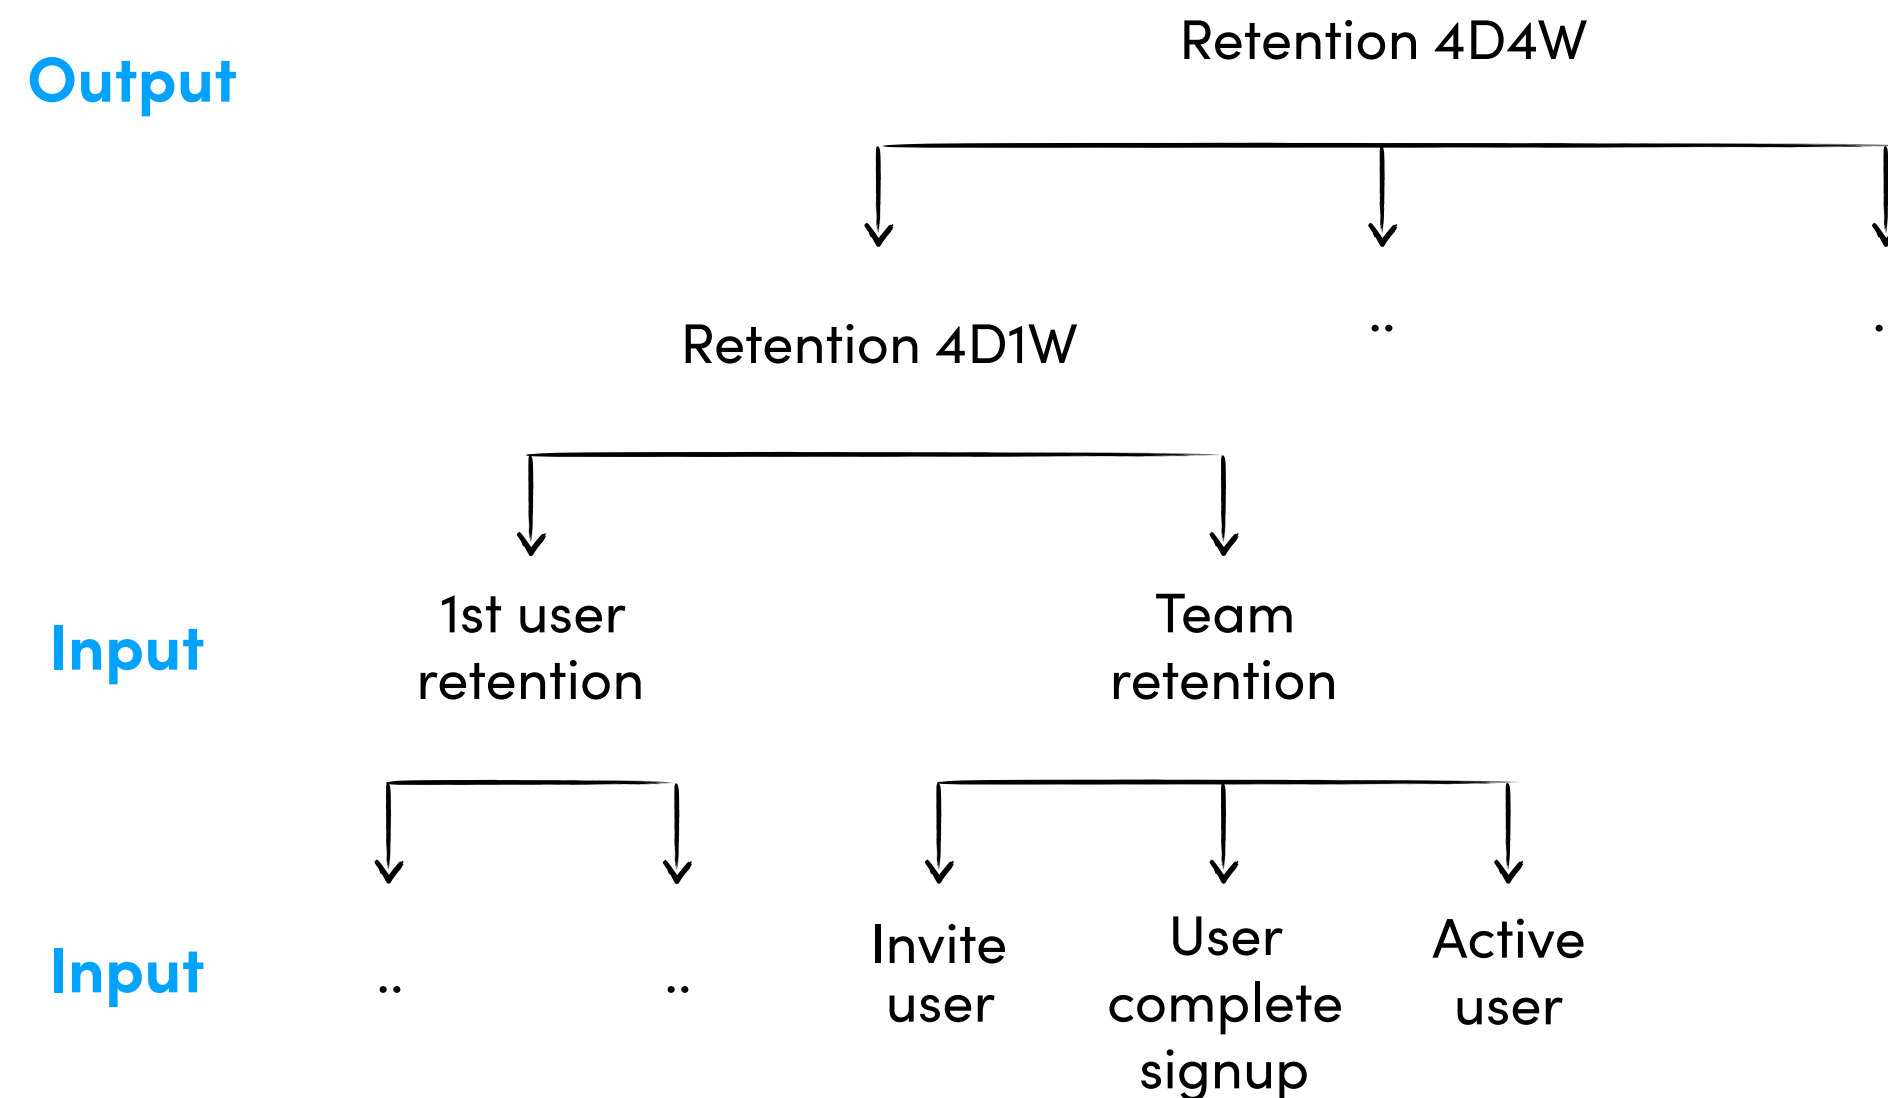 Retention 4D4W
Output
Retention 4D1W
..
.
1st user
retention
Team
retention
Input
Invite
user
User
complete
signup
Active
user
Input
..
..